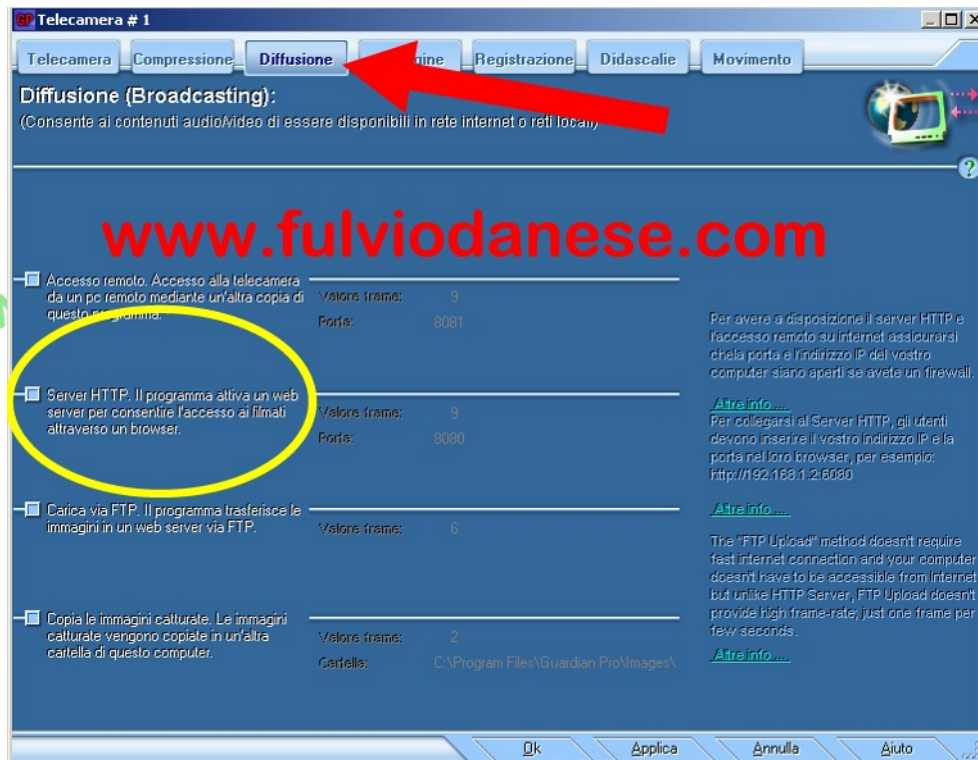 GP Telecamera # 1
Telecamera Compressione Diffusione gine Registrazione Didascalie Movimento
Diffusione (Broadcasting):
(Consente ai contenuti audio/video di essere disponibili in rete internet o reti locali)
?
www.fulviodanese.com
Accesso remoto. Accesso alla telecamera
da un pc remoto mediante un'altra copia di
questo programma.
Valore frame: 9
Porta: 8081
Server HTTP. Il programma attiva un web
server per consentire l'accesso ai filmati
attraverso un browser.
Valore frame: 9
Porta: 8080
Carica via FTP. Il programma trasferisce le
immagini in un web server via FTP.
Valore frame: 6
Copia le immagini catturate. Le immagini
catturate vengono copiate in un'altra
cartella di questo computer.
Valore frame: 2
Cartella: C:\Program Files\Guardian Pro\Images\
Per avere a disposizione il server HTTP e
l'accesso remoto su internet assicurarsi
chela porta e l'indirizzo IP del vostro
computer siano aperti se avete un firewall.
Altre info....
Per collegarsi al Server HTTP, gli utenti
devono inserire il vostro indirizzo IP e la
porta nel loro browser, per esempio:
http://192.168.1.2:8080
Altre info....
The "FTP Upload" method doesn't require
fast internet connection and your computer
doesn't have to be accessible from Internet
but unlike HTTP Server, FTP Upload doesn't
provide high frame-rate; just one frame per
few seconds.
Altre info....
Ok Applica Annulla Aiuto